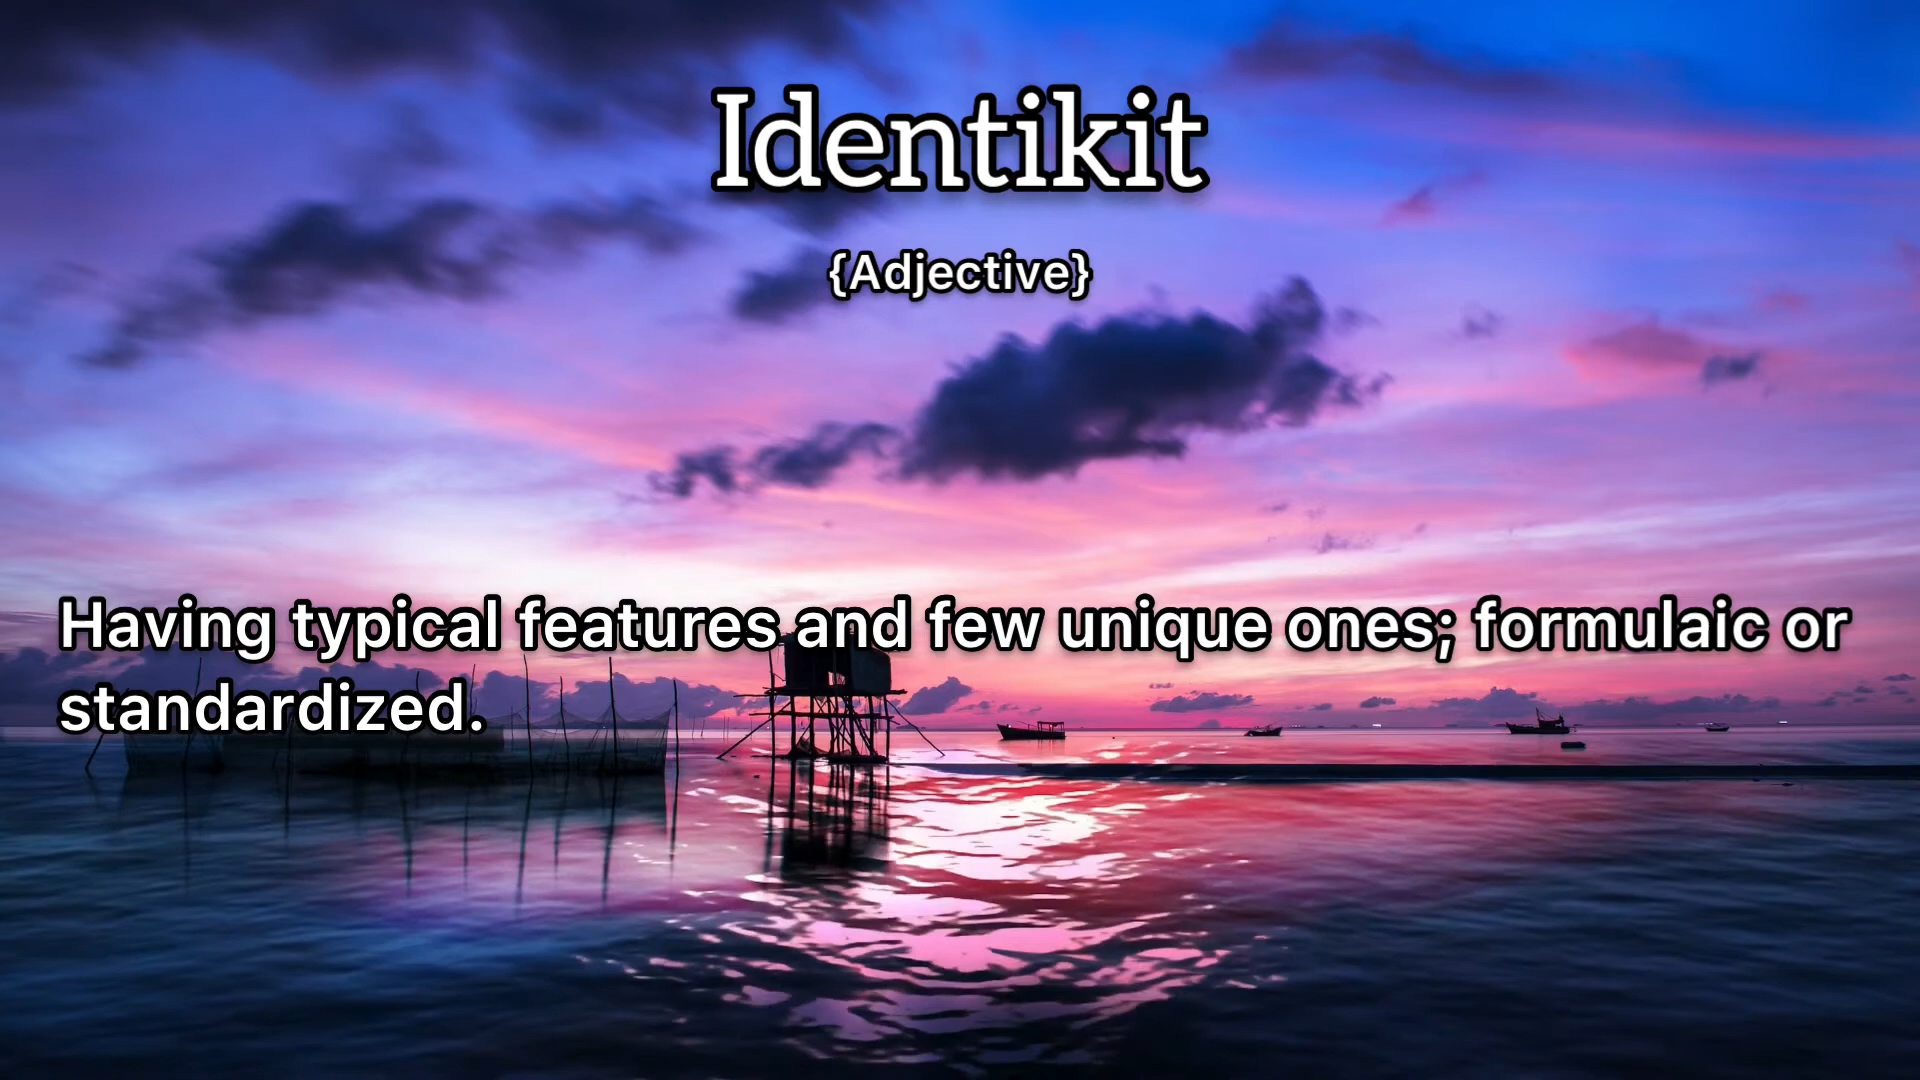 Identikit
{Adjective}
Having typical features and few unique ones; formulaic or
standardized.